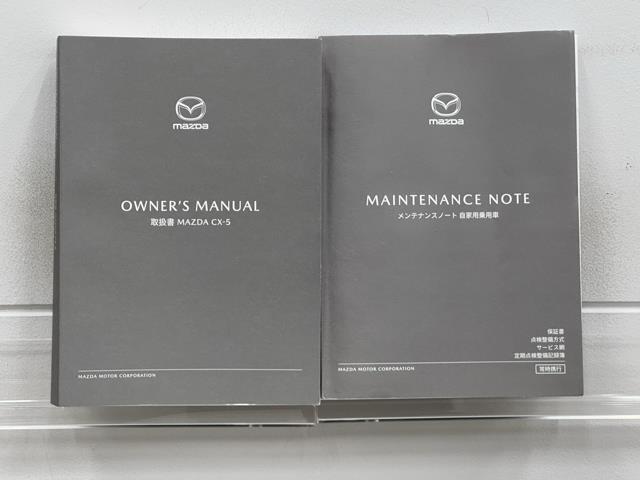 mazda
OWNER'S MANUAL
取扱書 MAZDA CX-5
MAZDA MOTOR CORPORATION
mazda
MAINTENANCE NOTE
メンテナンスノート 自家用乗用車
保証書
点検整備方式
サービス網
定期点検整備記録簿
MAZDA MOTOR CORPORATION
常時携行